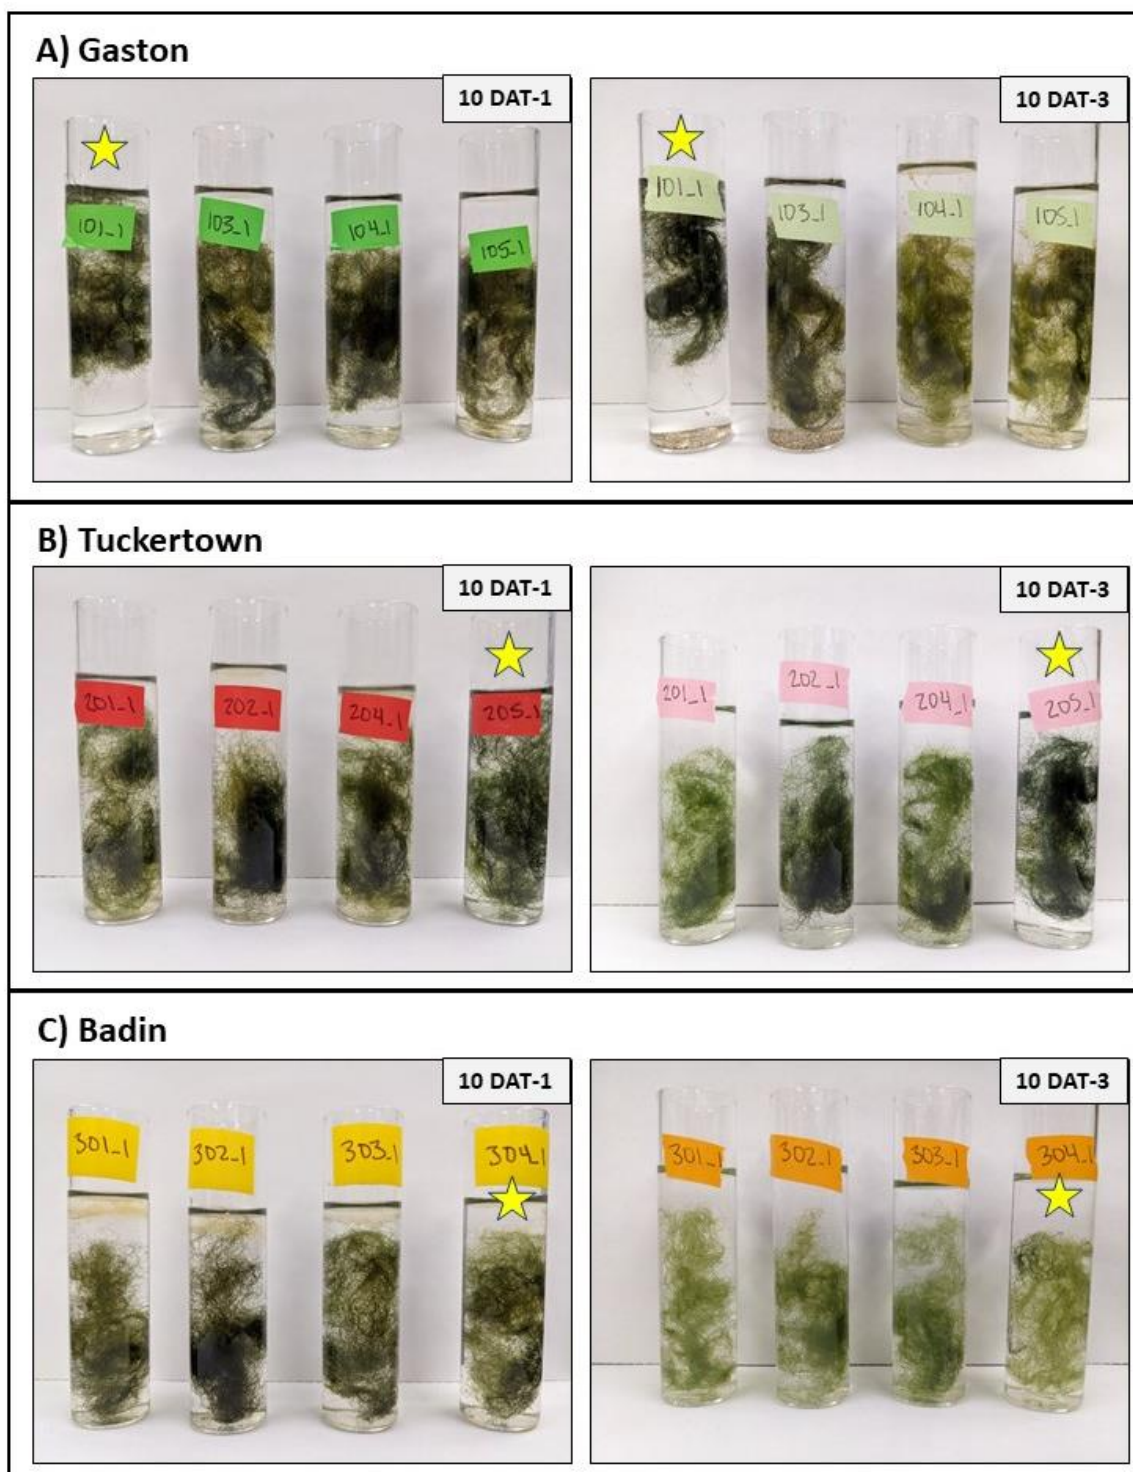 A) Gaston
10 DAT-1
101_1
103_1
104_1
105_1
10 DAT-3
101_1
103_1
104_1
105_1
B) Tuckertown
10 DAT-1
201_1
202_1
204_1
205_1
10 DAT-3
201_1
202_1
204_1
205_1
C) Badin
10 DAT-1
301_1
302_1
303_1
304_1
10 DAT-3
301_1
302_1
303_1
304_1